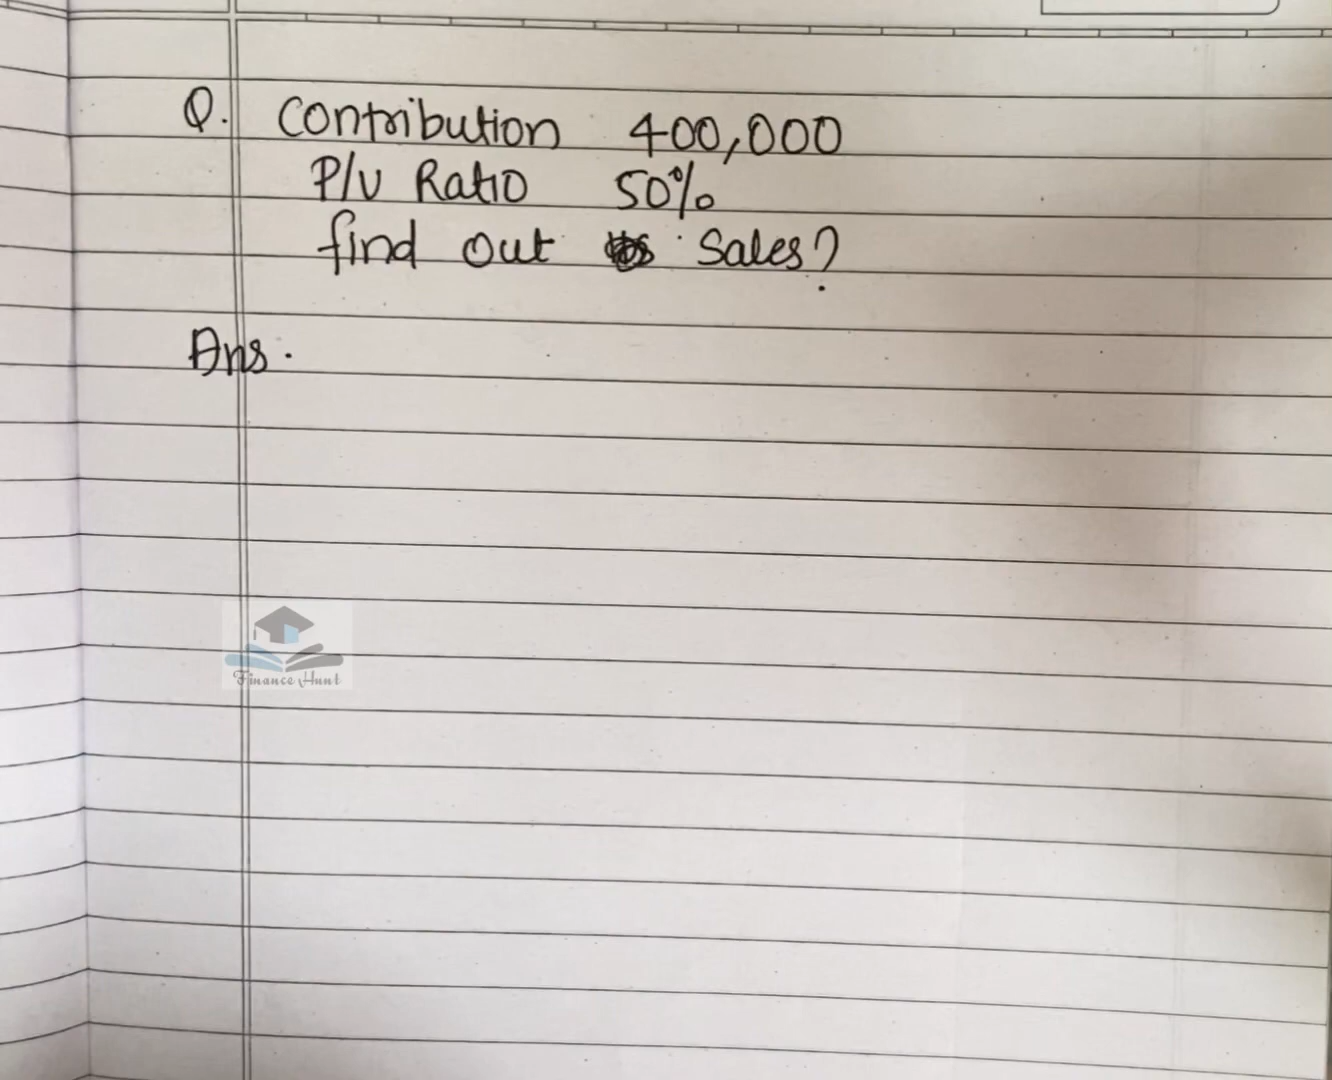 Q. Contribution 400,000
P/V Ratio 50%
find out Sales?
Ans.
Finance Hunt